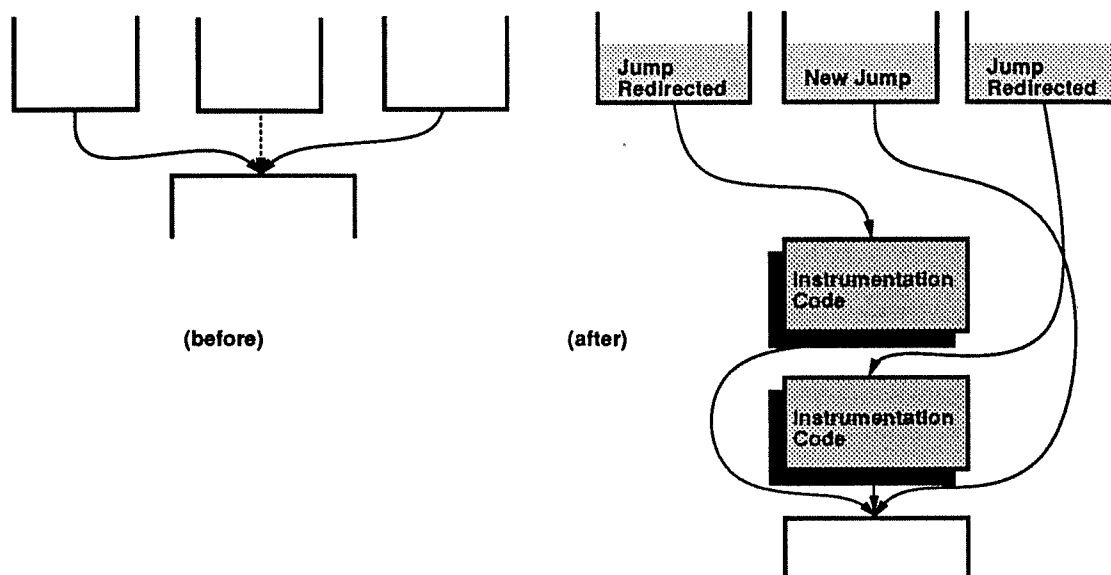 Jump
Redirected
New Jump
Jump
Redirected
Instrumentation
Code
(before)
(after)
Instrumentation
Code